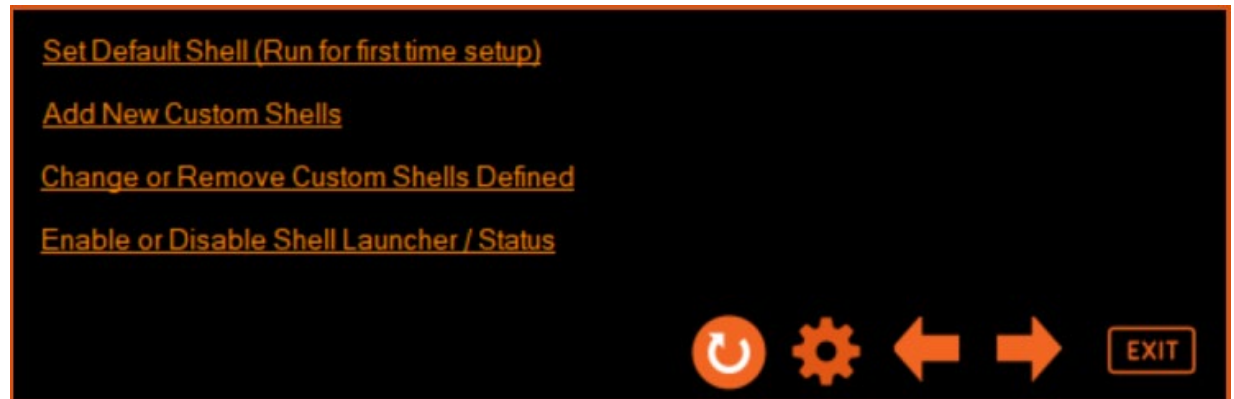 Set Default Shell (Run for first time setup)
Add New Custom Shells
Change or Remove Custom Shells Defined
Enable or Disable Shell Launcher / Status
EXIT